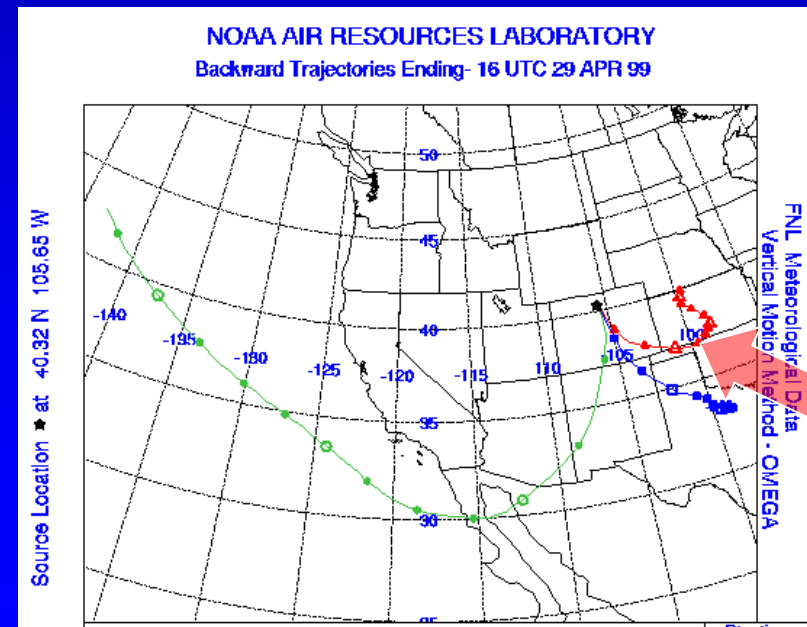 NOAA AIR RESOURCES LABORATORY
Backward Trajectories Ending- 16 UTC 29 APR 99
Source Location ★ at 40.32 N 105.65 W
50
45
40
35
30
-140
-135
-130
-125
-120
-115
110
-105
100
FNL Meteorological Data
Vertical Motion Method - OMEGA